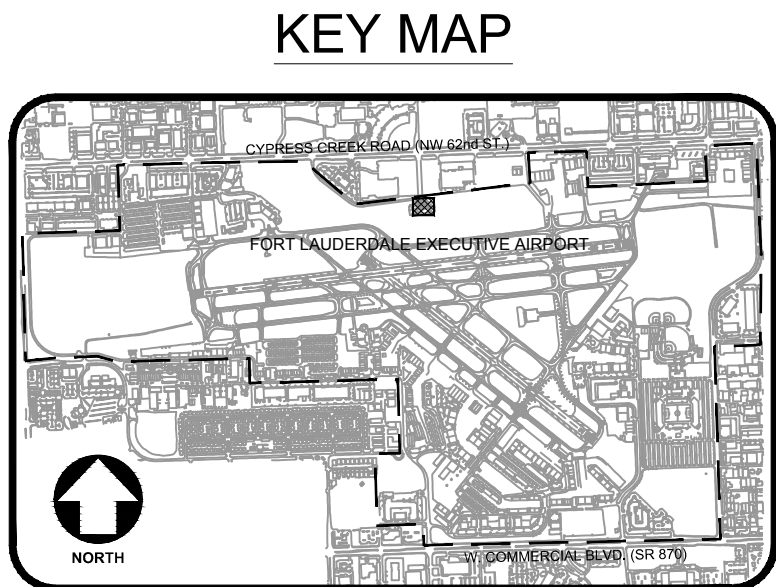 KEY MAP
CYPRESS CREEK ROAD (NW 62nd ST.)
FORT LAUDERDALE EXECUTIVE AIRPORT
NORTH
W. COMMERCIAL BLVD. (SR 870)